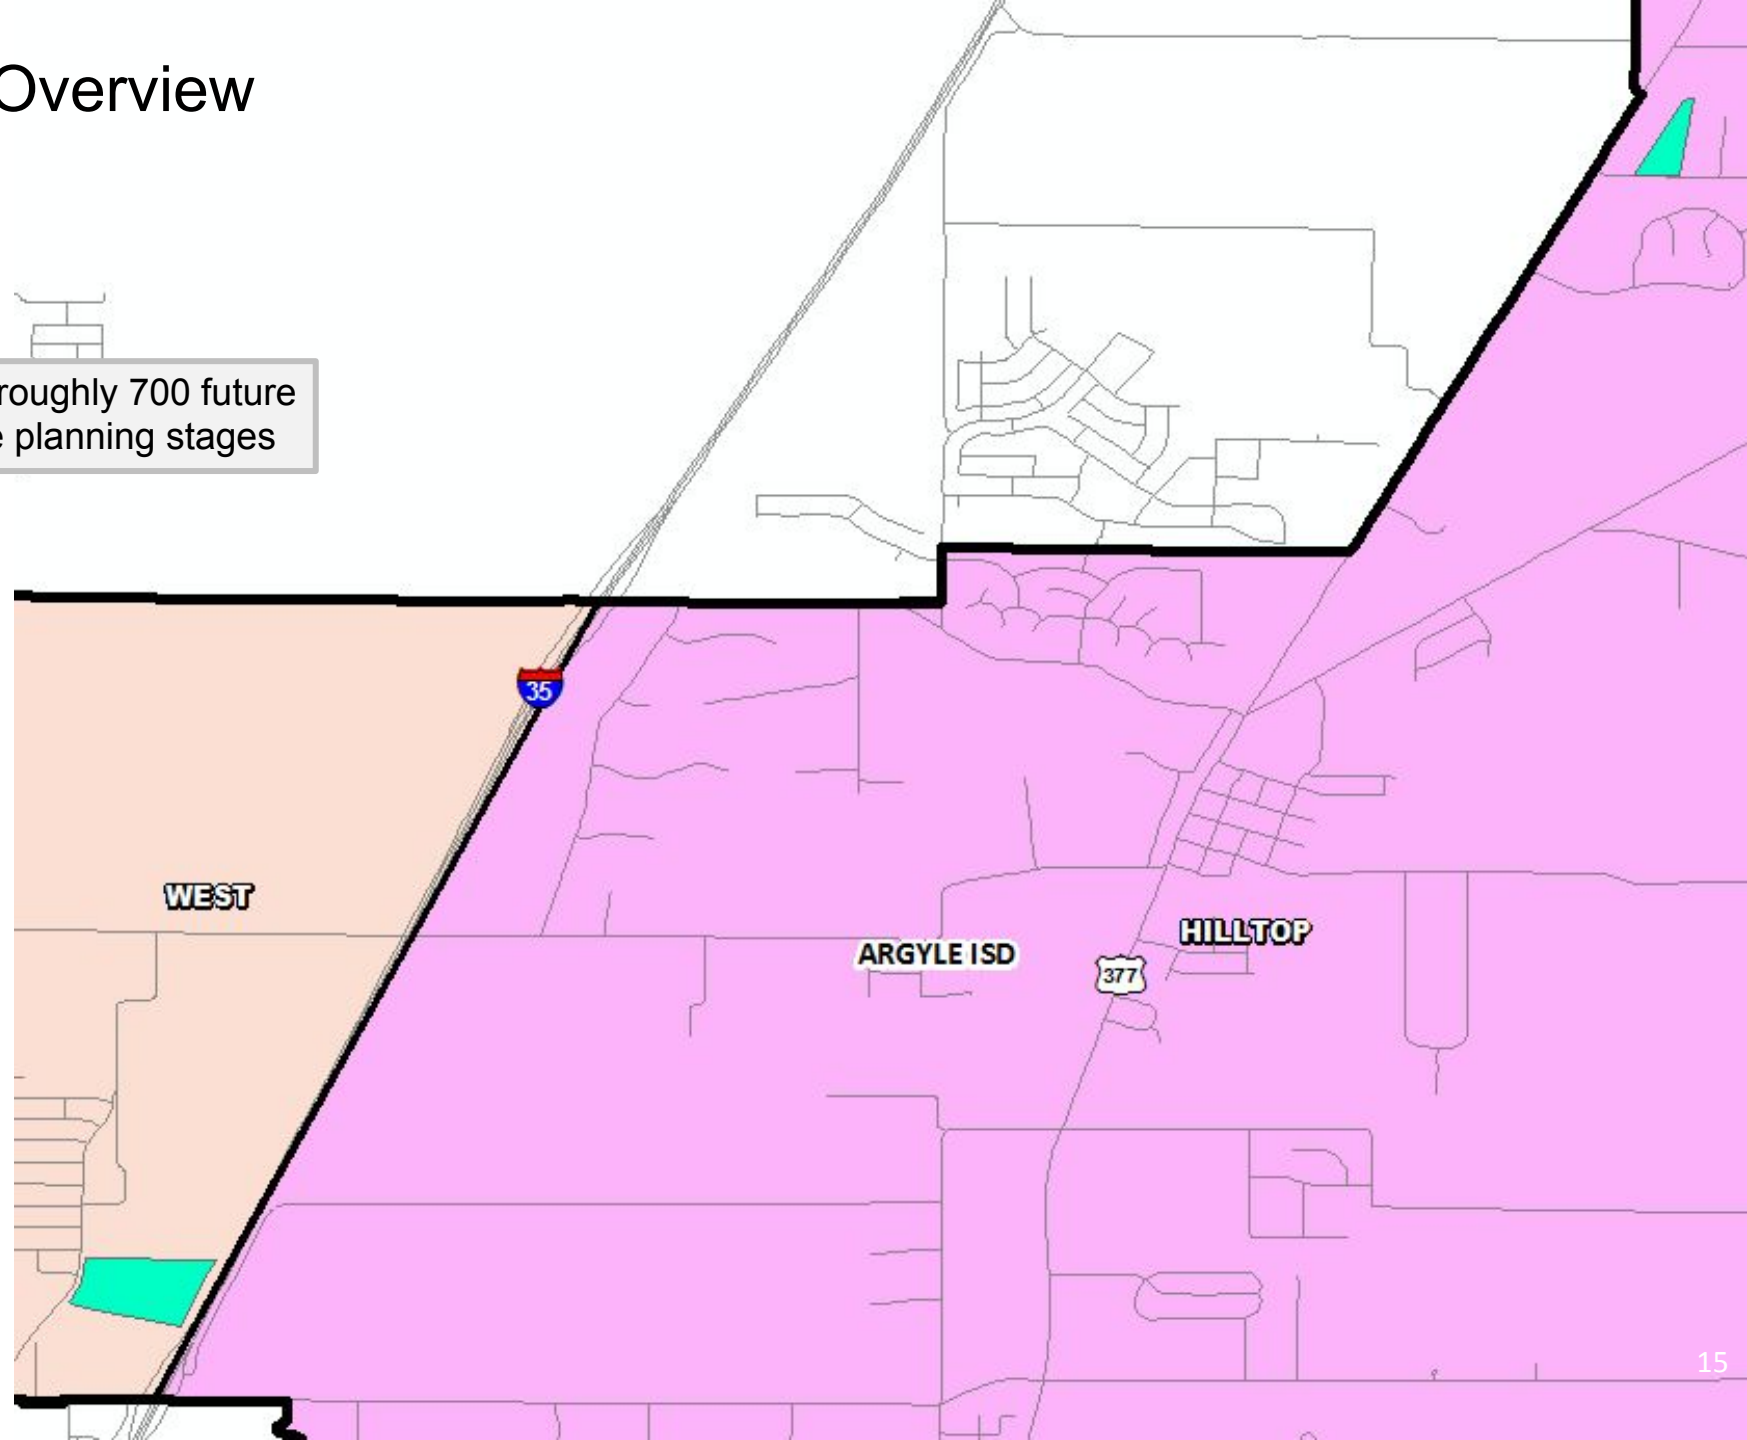 Overview
roughly 700 future
planning stages
35
WEST
HILLTOP
ARGYLE ISD
377
15